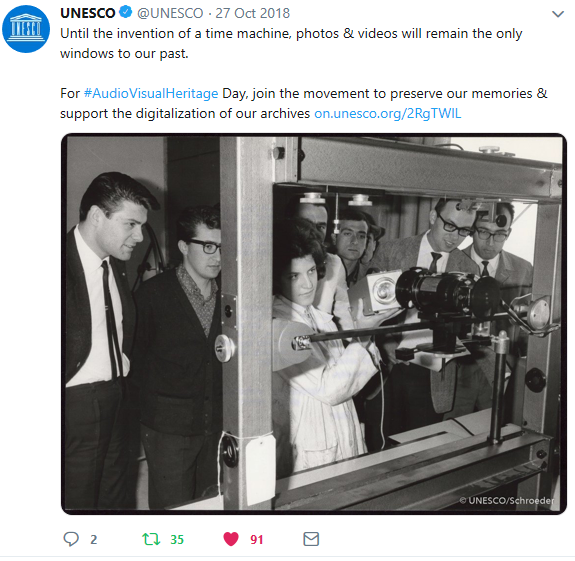 UNESCO @UNESCO · 27 Oct 2018
Until the invention of a time machine, photos & videos will remain the only
windows to our past.
For #AudioVisualHeritage Day, join the movement to preserve our memories &
support the digitalization of our archives on.unesco.org/2RgTWlL
UNESCO
© UNESCO/Schroeder
2 35 91